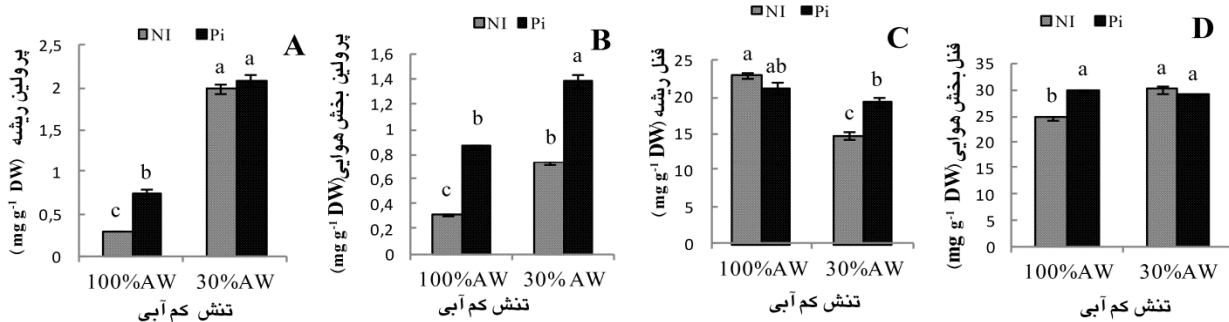 A
NI Pi
پرولین ریشه
(mg g-1 DW)
2,5
2
1,5
1
0,5
0
c b a a
100%AW 30%AW
تنش کم آبی
B
NI Pi
پرولین بخش هوایی
(mg g-1 DW)
1,6
1,4
1,2
1
0,8
0,6
0,4
0,2
0
c b b a
100%AW 30% AW
تنش کم آبی
C
NI Pi
فنل ریشه
(mg g-1 DW)
25
20
15
10
5
0
a ab c b
100%AW 30%AW
تنش کم آبی
D
NI Pi
فنل بخش هوایی
(mg g-1 DW)
35
30
25
20
15
10
5
0
b a a a
100%AW 30%AW
تنش کم آبی